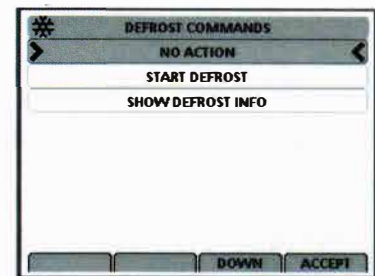 DEFROST COMMANDS
NO ACTION
START DEFROST
SHOW DEFROST INFO
DOWN ACCEPT